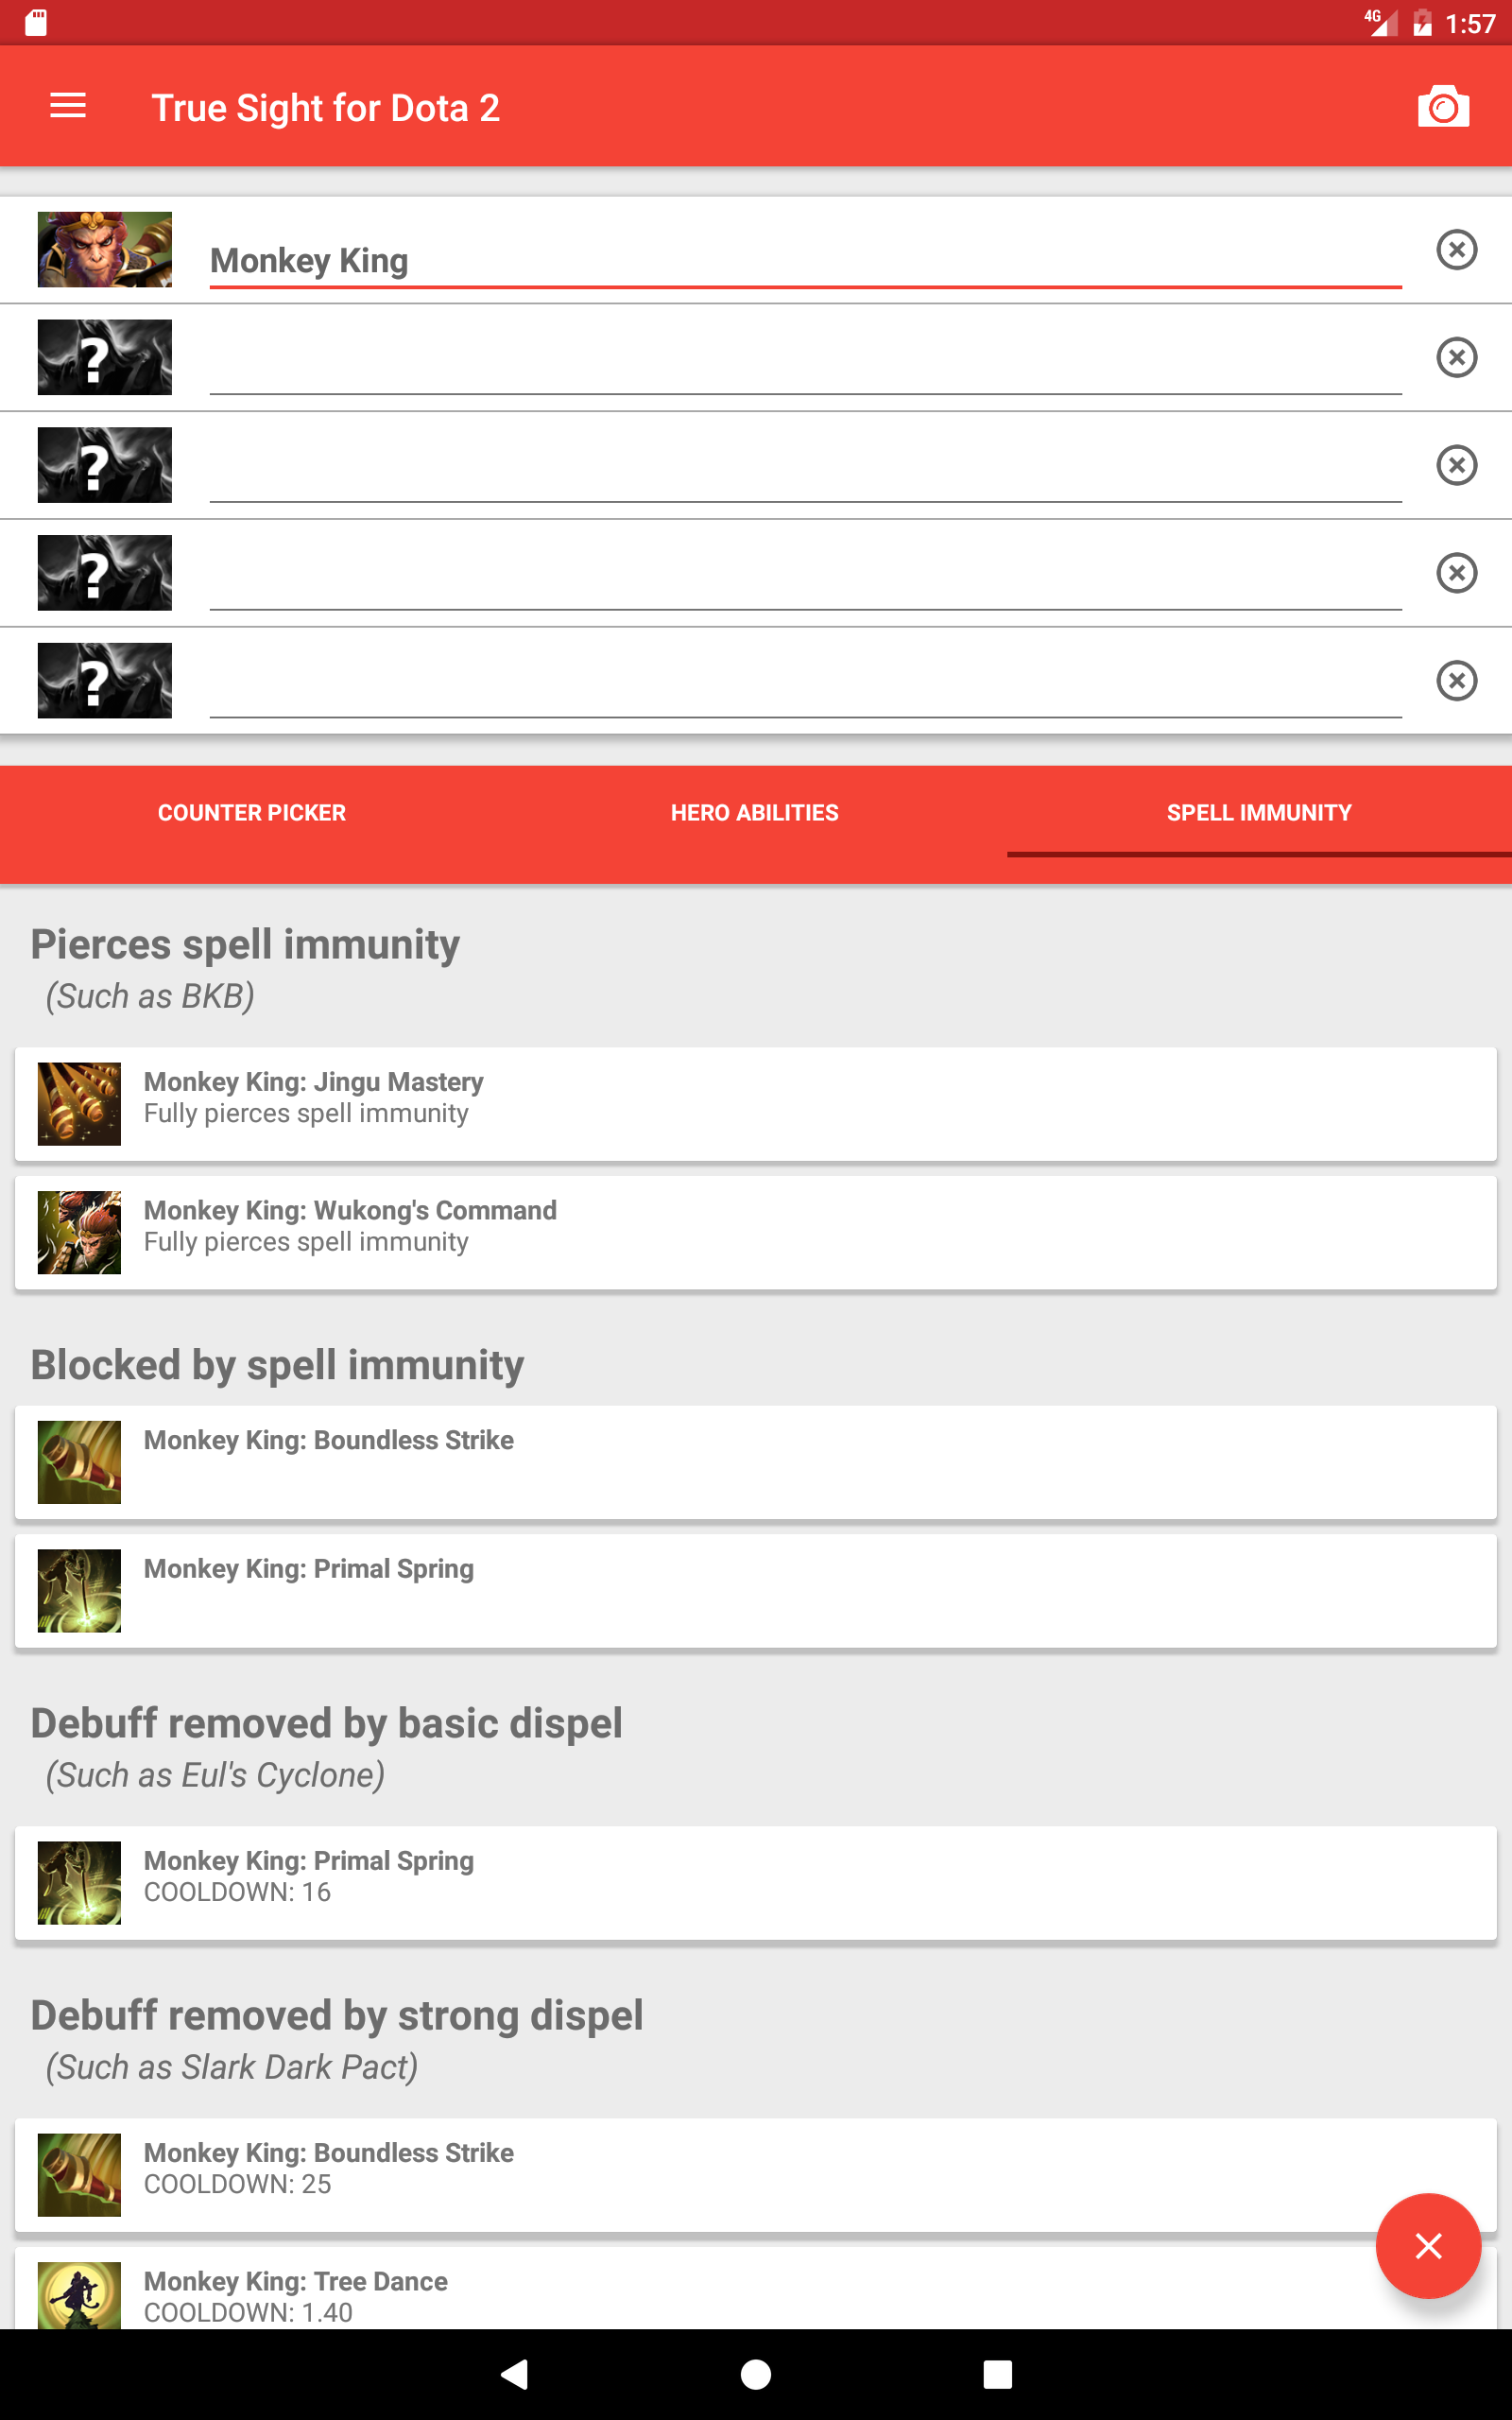 4G 1:57
True Sight for Dota 2
Monkey King
?
?
?
?
COUNTER PICKER HERO ABILITIES SPELL IMMUNITY
Pierces spell immunity
(Such as BKB)
Monkey King: Jingu Mastery
Fully pierces spell immunity
Monkey King: Wukong's Command
Fully pierces spell immunity
Blocked by spell immunity
Monkey King: Boundless Strike
Monkey King: Primal Spring
Debuff removed by basic dispel
(Such as Eul's Cyclone)
Monkey King: Primal Spring
COOLDOWN: 16
Debuff removed by strong dispel
(Such as Slark Dark Pact)
Monkey King: Boundless Strike
COOLDOWN: 25
Monkey King: Tree Dance
COOLDOWN: 1.40